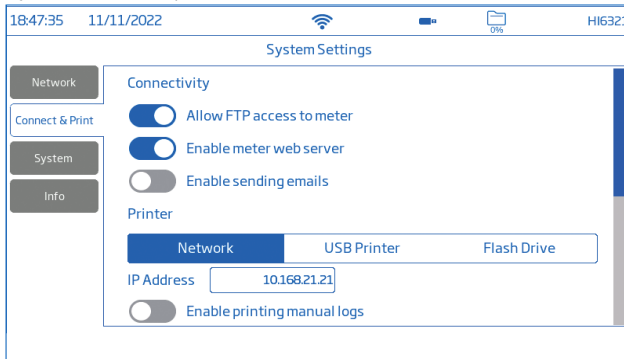 18:47:35 11/11/2022 0% HI6321
System Settings
Network
Connect & Print
System
Info
Connectivity
Allow FTP access to meter
Enable meter web server
Enable sending emails
Printer
Network USB Printer Flash Drive
IP Address 10.168.21.21
Enable printing manual logs